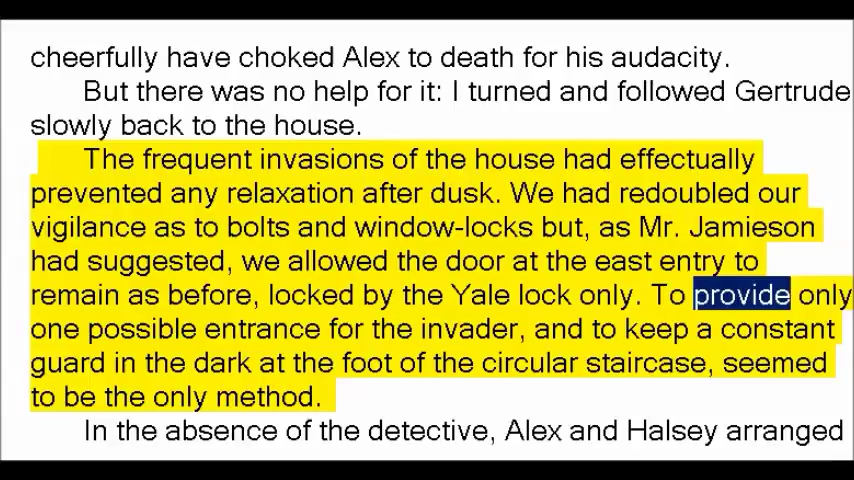 cheerfully have choked Alex to death for his audacity.
But there was no help for it: I turned and followed Gertrude
slowly back to the house.
The frequent invasions of the house had effectually
prevented any relaxation after dusk. We had redoubled our
vigilance as to bolts and window-locks but, as Mr. Jamieson
had suggested, we allowed the door at the east entry to
remain as before, locked by the Yale lock only. To provide only
one possible entrance for the invader, and to keep a constant
guard in the dark at the foot of the circular staircase, seemed
to be the only method.
In the absence of the detective, Alex and Halsey arranged